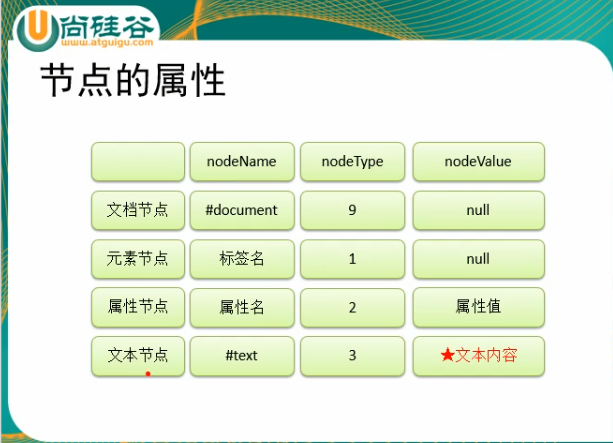 尚硅谷
www.atguigu.com
节点的属性
nodeName nodeType nodeValue
文档节点 #document 9 null
元素节点 标签名 1 null
属性节点 属性名 2 属性值
文本节点 #text 3 ★文本内容